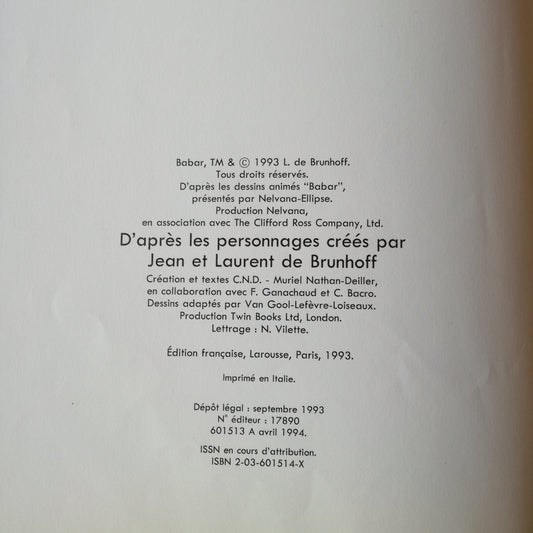 Babar, TM & © 1993 L. de Brunhoff.
Tous droits réservés.
D'après les dessins animés "Babar",
présentés par Nelvana-Ellipse.
Production Nelvana,
en association avec The Clifford Ross Company, Ltd.
D'après les personnages créés par
Jean et Laurent de Brunhoff
Création et textes C.N.D. - Muriel Nathan-Deiller,
en collaboration avec F. Ganachaud et C. Bacro.
Dessins adaptés par Van Gool-Lefèvre-Loiseaux.
Production Twin Books Ltd, London.
Lettrage : N. Vilette.
Édition française, Larousse, Paris, 1993.
Imprimé en Italie.
Dépôt légal : septembre 1993
N° éditeur : 17890
601513 A avril 1994.
ISSN en cours d'attribution.
ISBN 2-03-601514-X